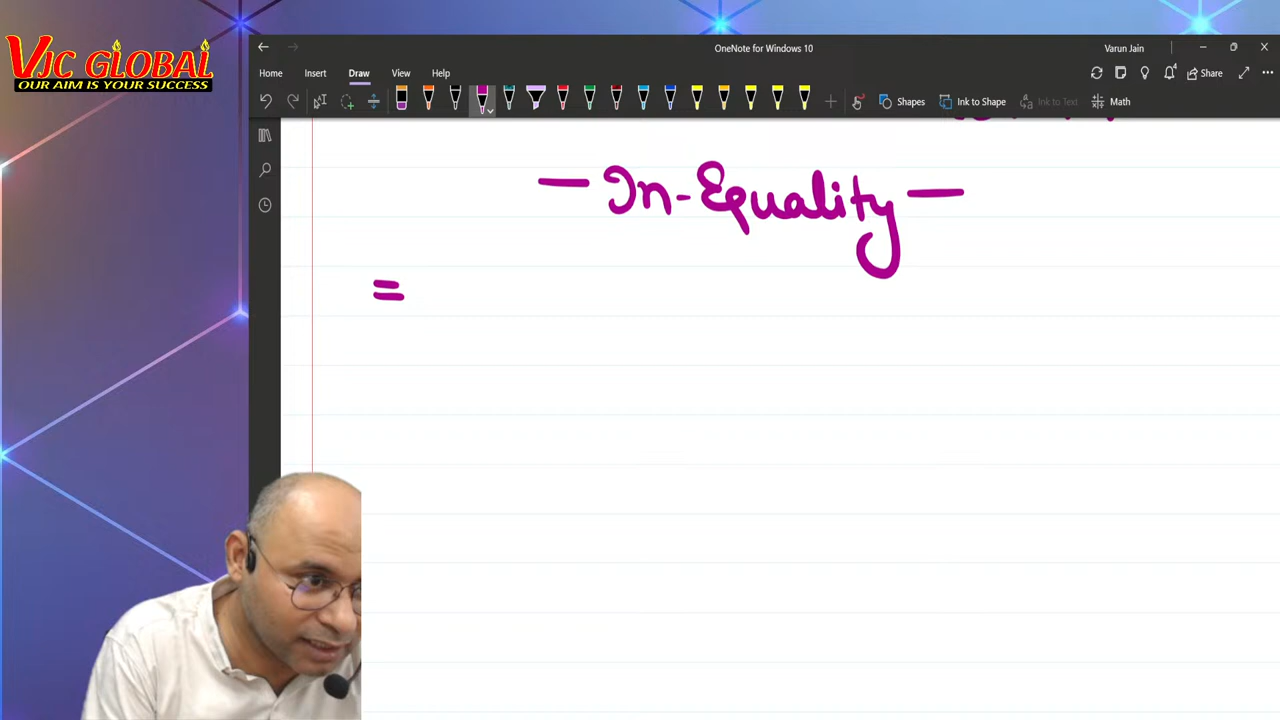 VJC GLOBAL
OUR AIM IS YOUR SUCCESS
OneNote for Windows 10
Varun Jain
Home Insert Draw View Help
Share
Shapes Ink to Shape Ink to Text Math
— In-Equality —
=